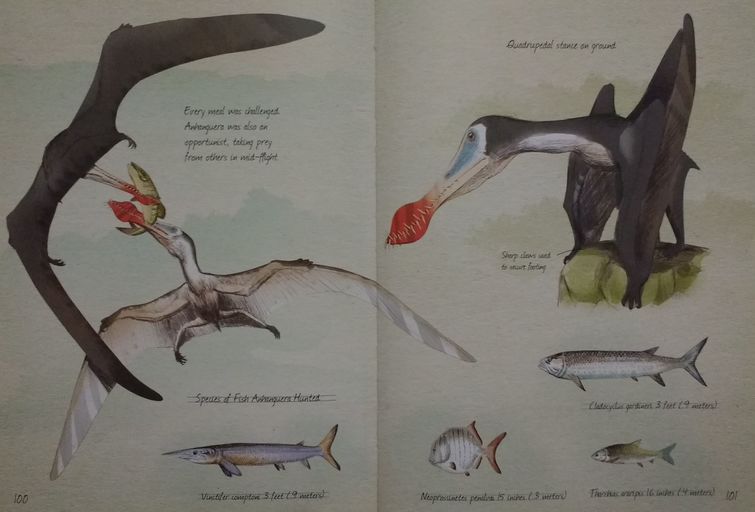 Every meal was challenged.
Anhanguera was also an
opportunist, taking prey
from others in mid-flight
Species of Fish Anhanguera Hunted
Vinctifer comptoni 3 feet (.9 meters)
100
Quadrupedal stance on ground
Sharp claws used
to secure footing
Cladocyclus gardineri 3 feet (.9 meters)
Neoproscinetes penalvai 15 inches (.3 meters)
Tharrhias araripis 16 inches (.4 meters)
101